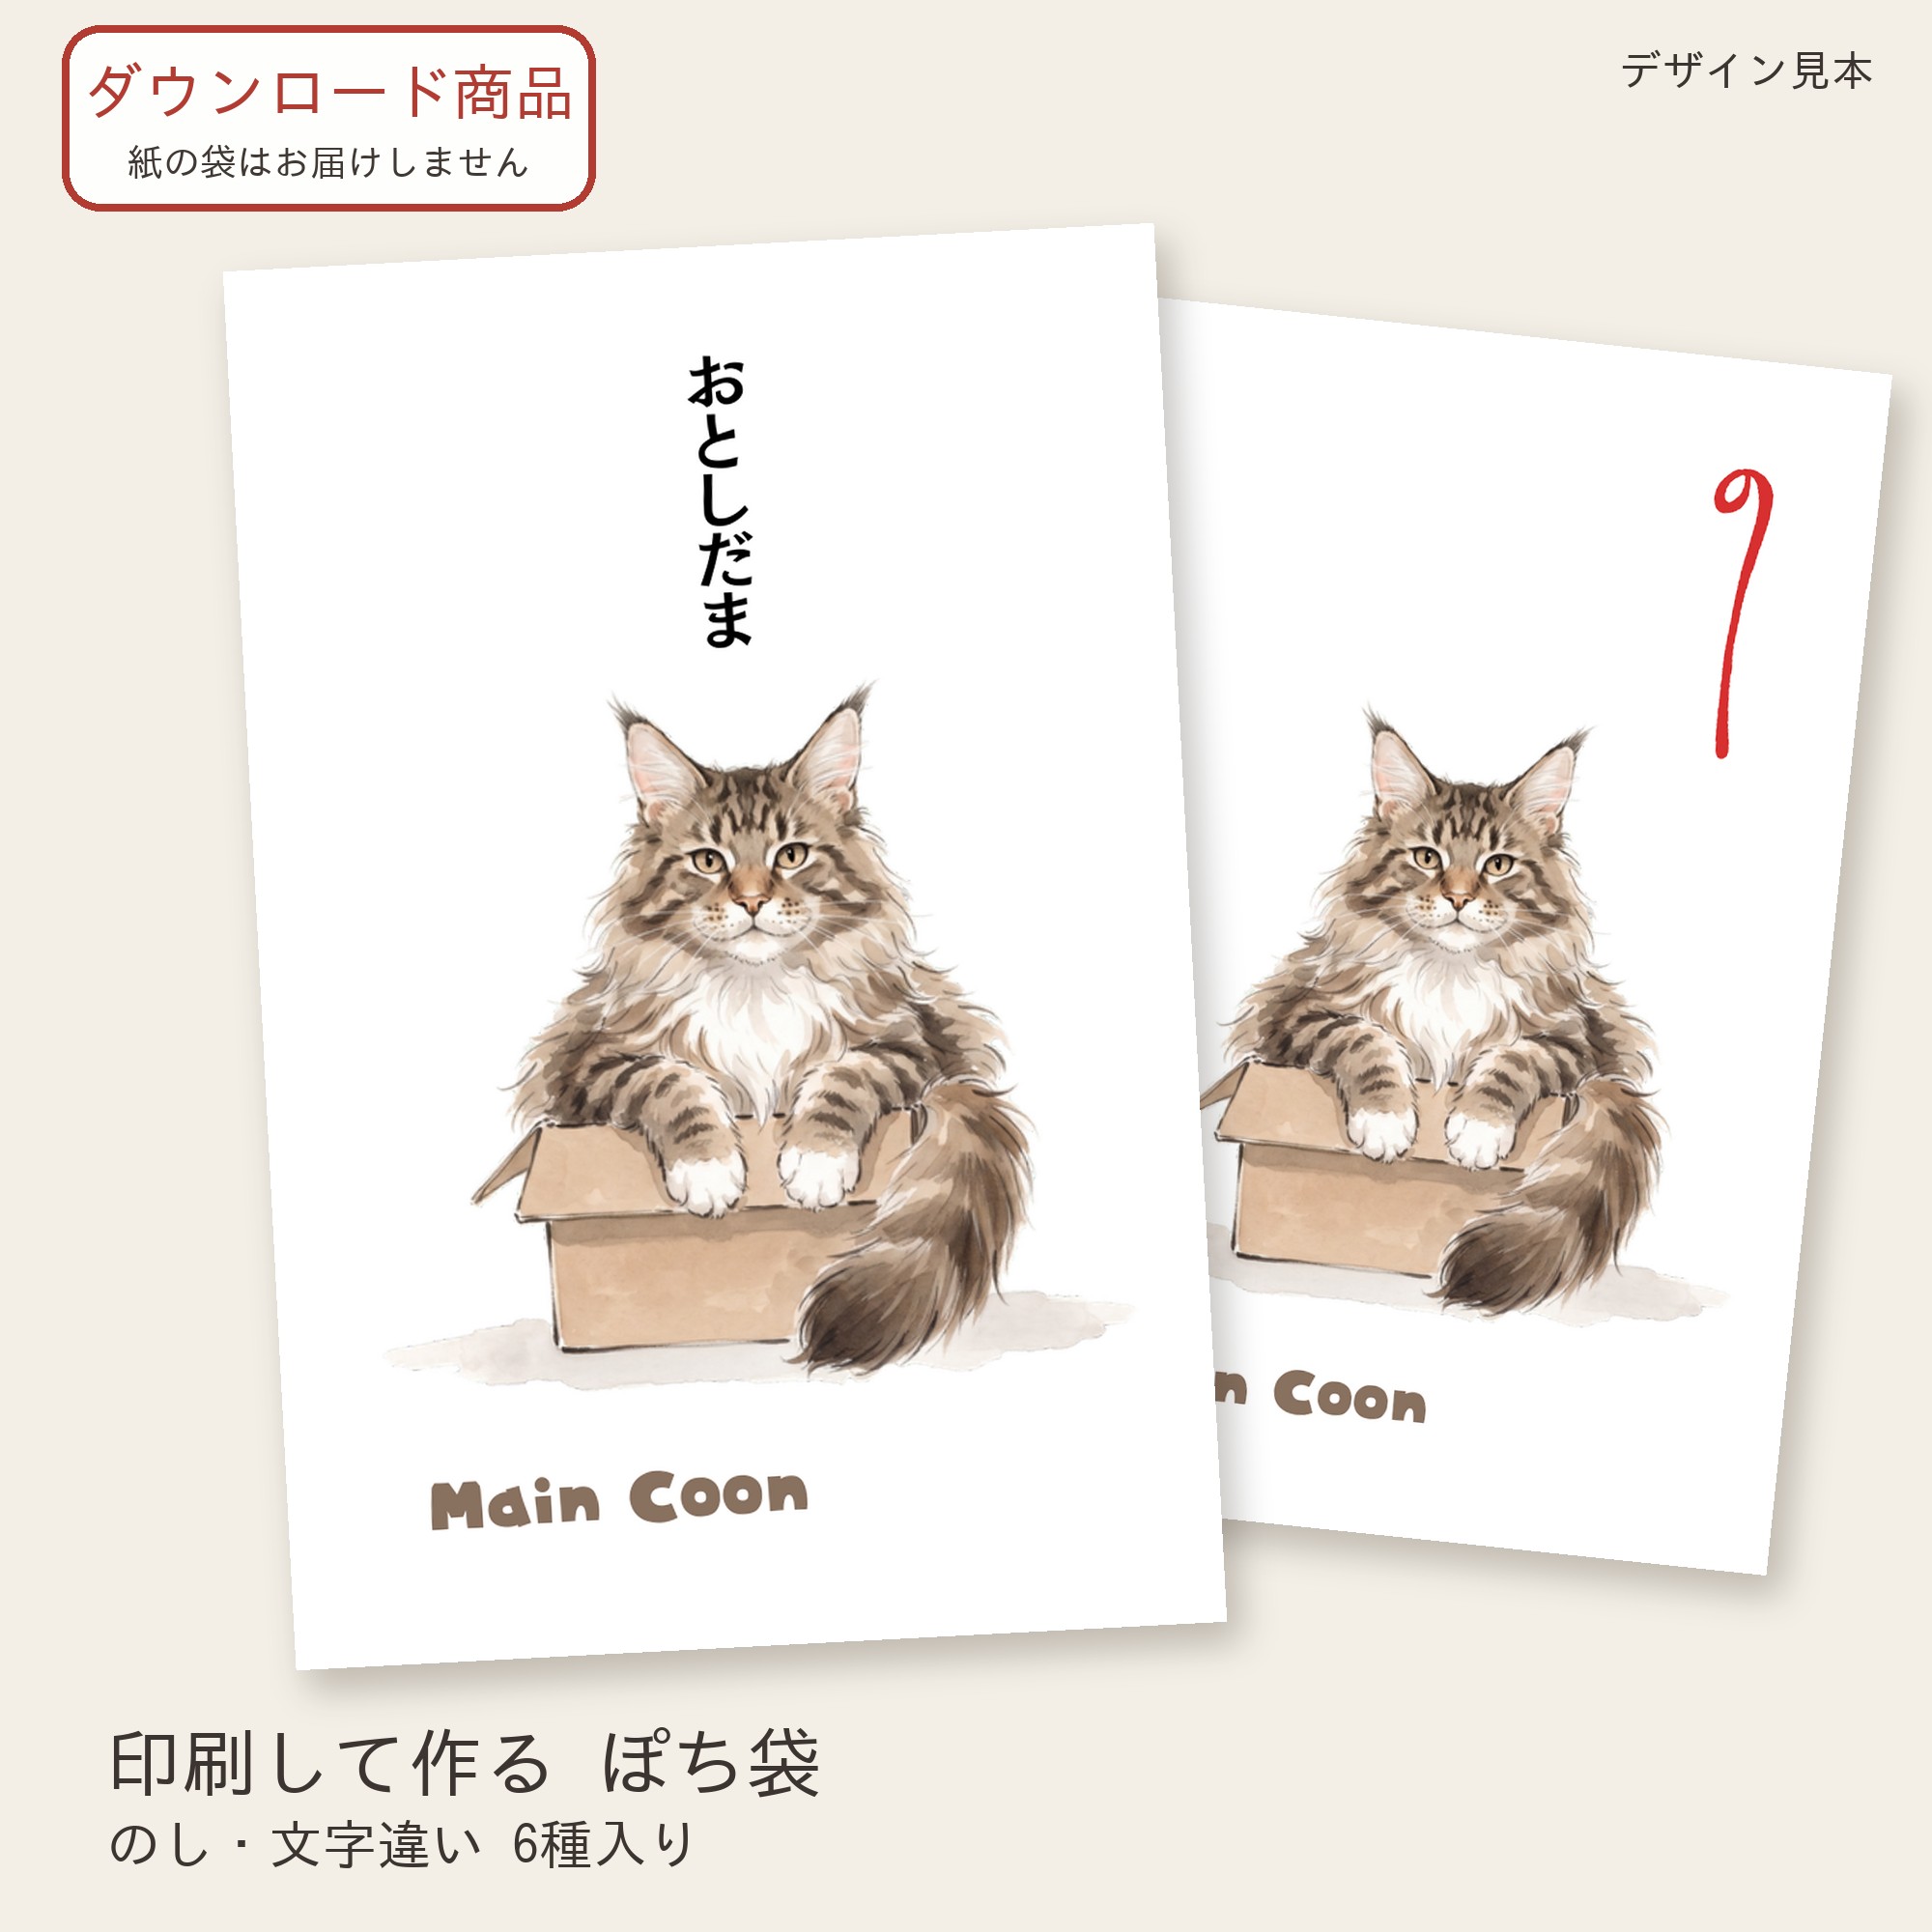 ダウンロード商品
紙の袋はお届けしません
デザイン見本
おとしだま
Main Coon
n Coon
印刷して作る ぽち袋
のし・文字違い 6種入り